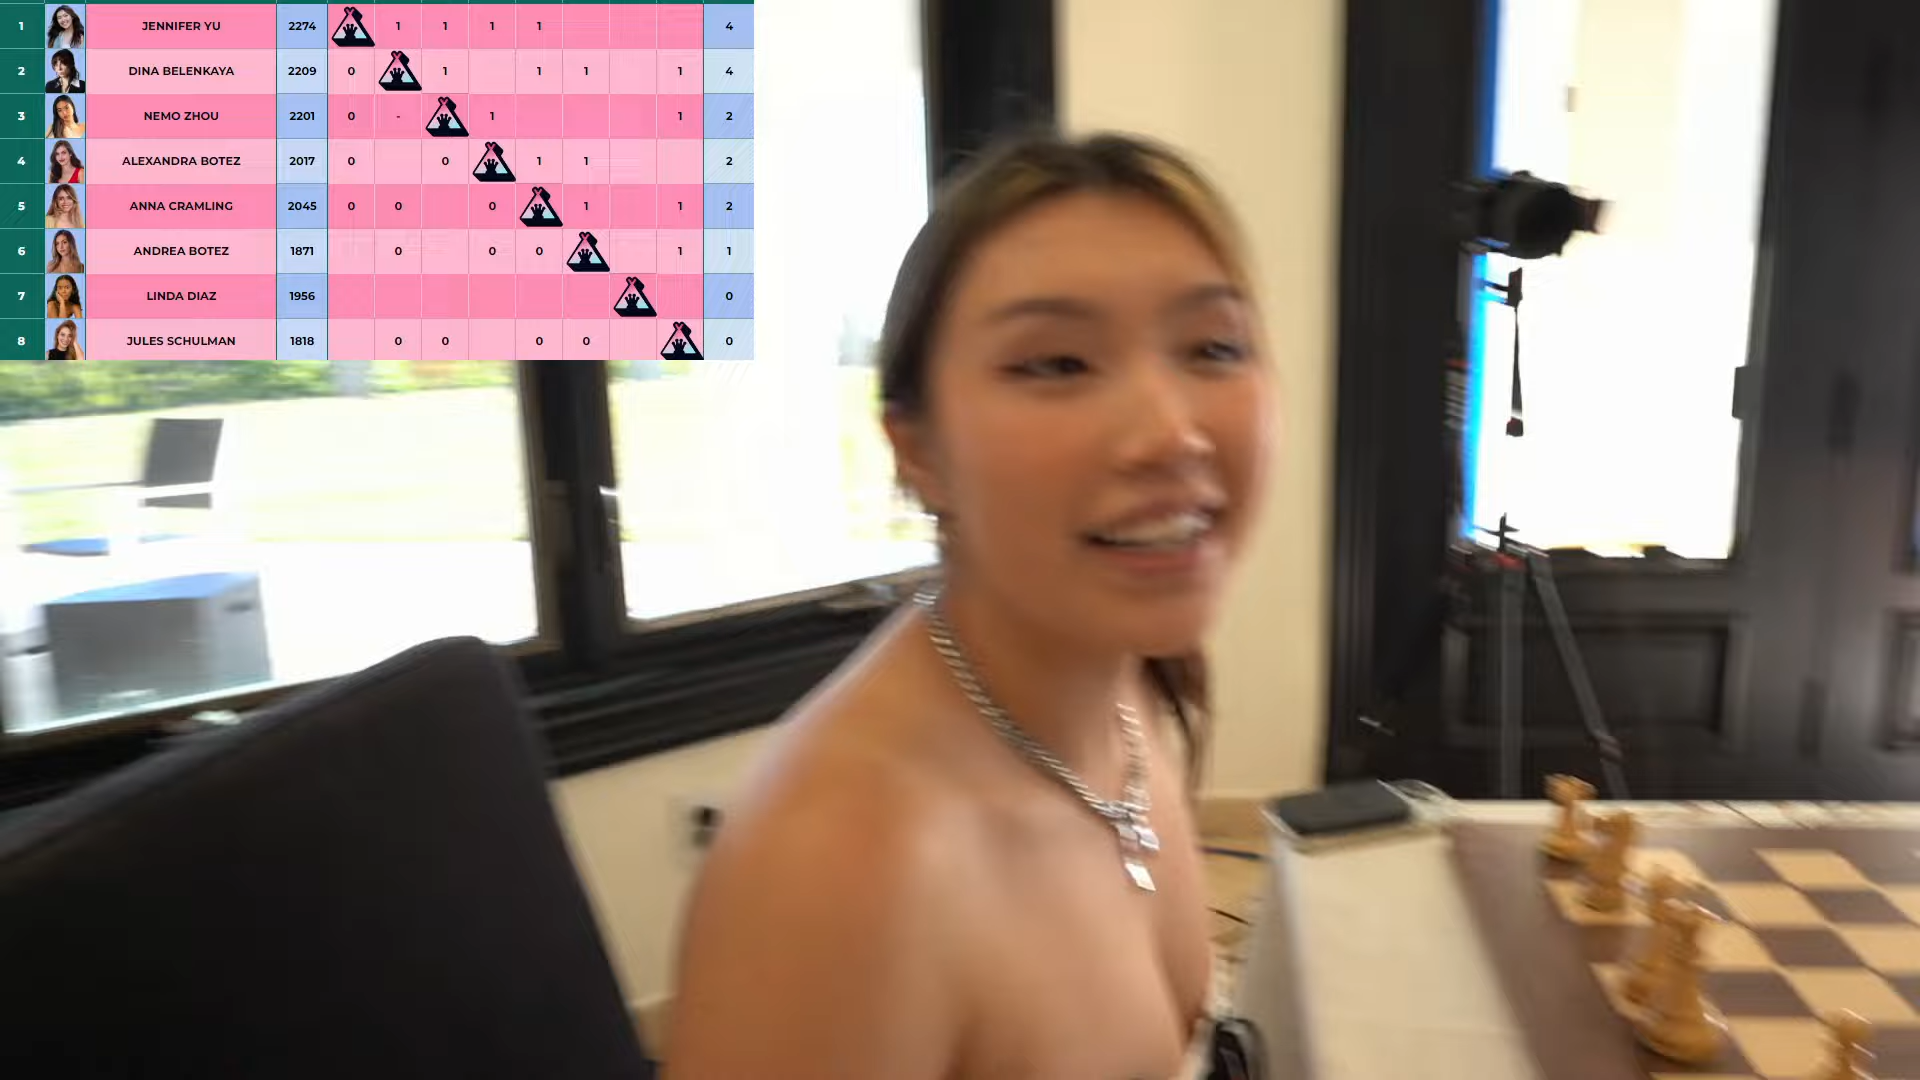 1 JENNIFER YU 2274 1 1 1 1 4
2 DINA BELENKAYA 2209 0 1 1 1 1 4
3 NEMO ZHOU 2201 0 - 1 1 2
4 ALEXANDRA BOTEZ 2017 0 0 1 1 2
5 ANNA CRAMLING 2045 0 0 0 1 1 2
6 ANDREA BOTEZ 1871 0 0 0 1 1
7 LINDA DIAZ 1956 0
8 JULES SCHULMAN 1818 0 0 0 0 0